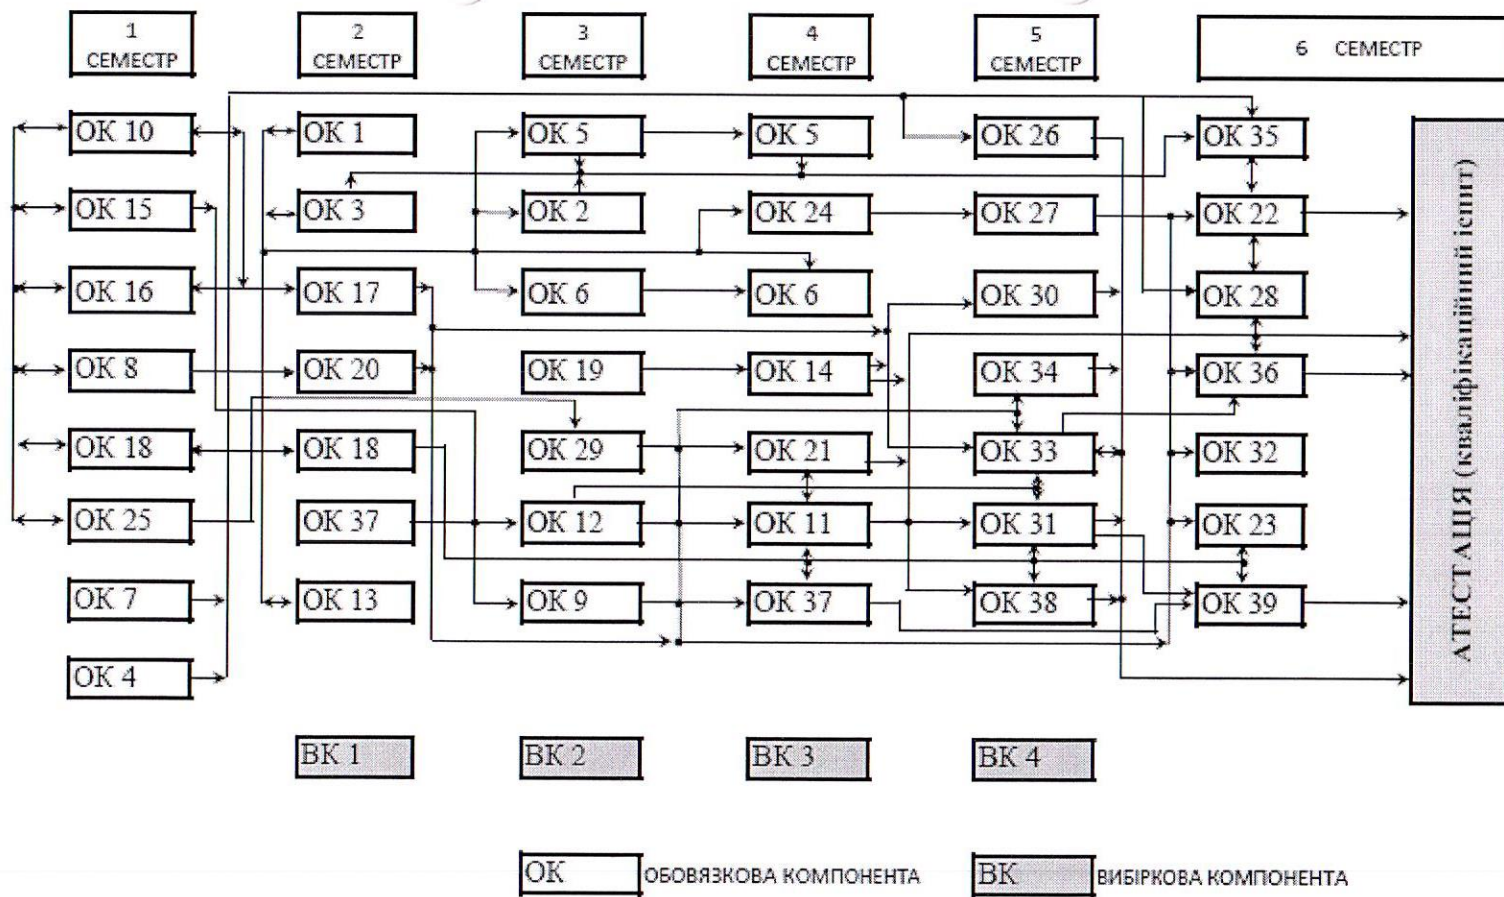 1
СЕМЕСТР
2
СЕМЕСТР
3
СЕМЕСТР
4
СЕМЕСТР
5
СЕМЕСТР
6 СЕМЕСТР
ОК 10
ОК 1
ОК 5
ОК 5
ОК 26
ОК 35
ОК 15
ОК 3
ОК 2
ОК 24
ОК 27
ОК 22
ОК 16
ОК 17
ОК 6
ОК 6
ОК 30
ОК 28
ОК 8
ОК 20
ОК 19
ОК 14
ОК 34
ОК 36
ОК 18
ОК 18
ОК 29
ОК 21
ОК 33
ОК 32
ОК 25
ОК 37
ОК 12
ОК 11
ОК 31
ОК 23
ОК 7
ОК 13
ОК 9
ОК 37
ОК 38
ОК 39
ОК 4
АТЕСТАЦІЯ (кваліфікаційний іспит)
ВК 1
ВК 2
ВК 3
ВК 4
ОК ОБОВЯЗКОВА КОМПОНЕНТА
ВК ВИБІРКОВА КОМПОНЕНТА